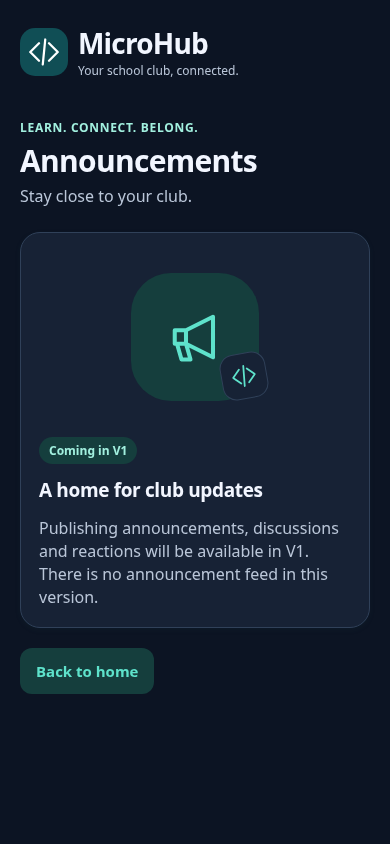 MicroHub
Your school club, connected.
LEARN. CONNECT. BELONG.
Announcements
Stay close to your club.
Coming in V1
A home for club updates
Publishing announcements, discussions
and reactions will be available in V1.
There is no announcement feed in this
version.
Back to home